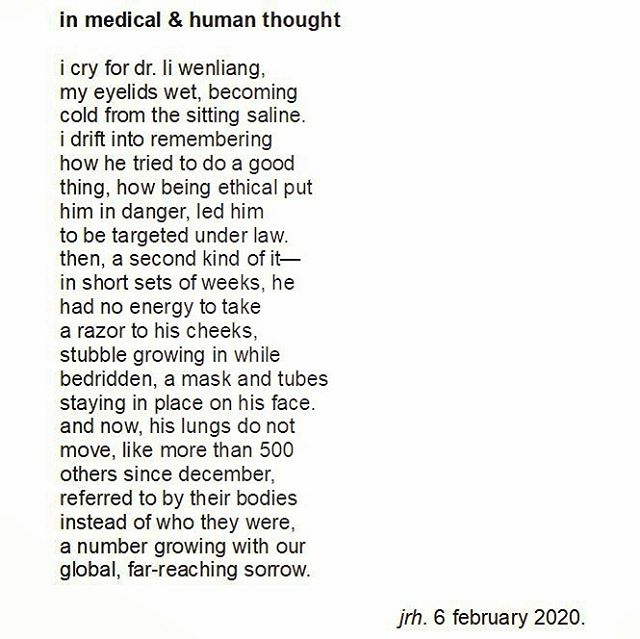 in medical & human thought
i cry for dr. li wenliang,
my eyelids wet, becoming
cold from the sitting saline.
i drift into remembering
how he tried to do a good
thing, how being ethical put
him in danger, led him
to be targeted under law.
then, a second kind of it—
in short sets of weeks, he
had no energy to take
a razor to his cheeks,
stubble growing in while
bedridden, a mask and tubes
staying in place on his face.
and now, his lungs do not
move, like more than 500
others since december,
referred to by their bodies
instead of who they were,
a number growing with our
global, far-reaching sorrow.
jrh. 6 february 2020.